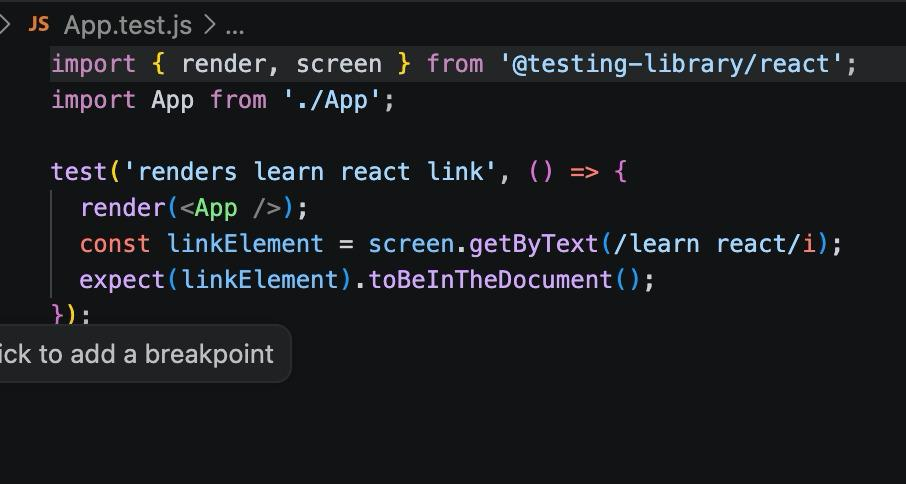 JS App.test.js > ...
import { render, screen } from '@testing-library/react';
import App from './App';
test('renders learn react link', () => {
render(<App />);
const linkElement = screen.getByText(/learn react/i);
expect(linkElement).toBeInTheDocument();
});
ick to add a breakpoint